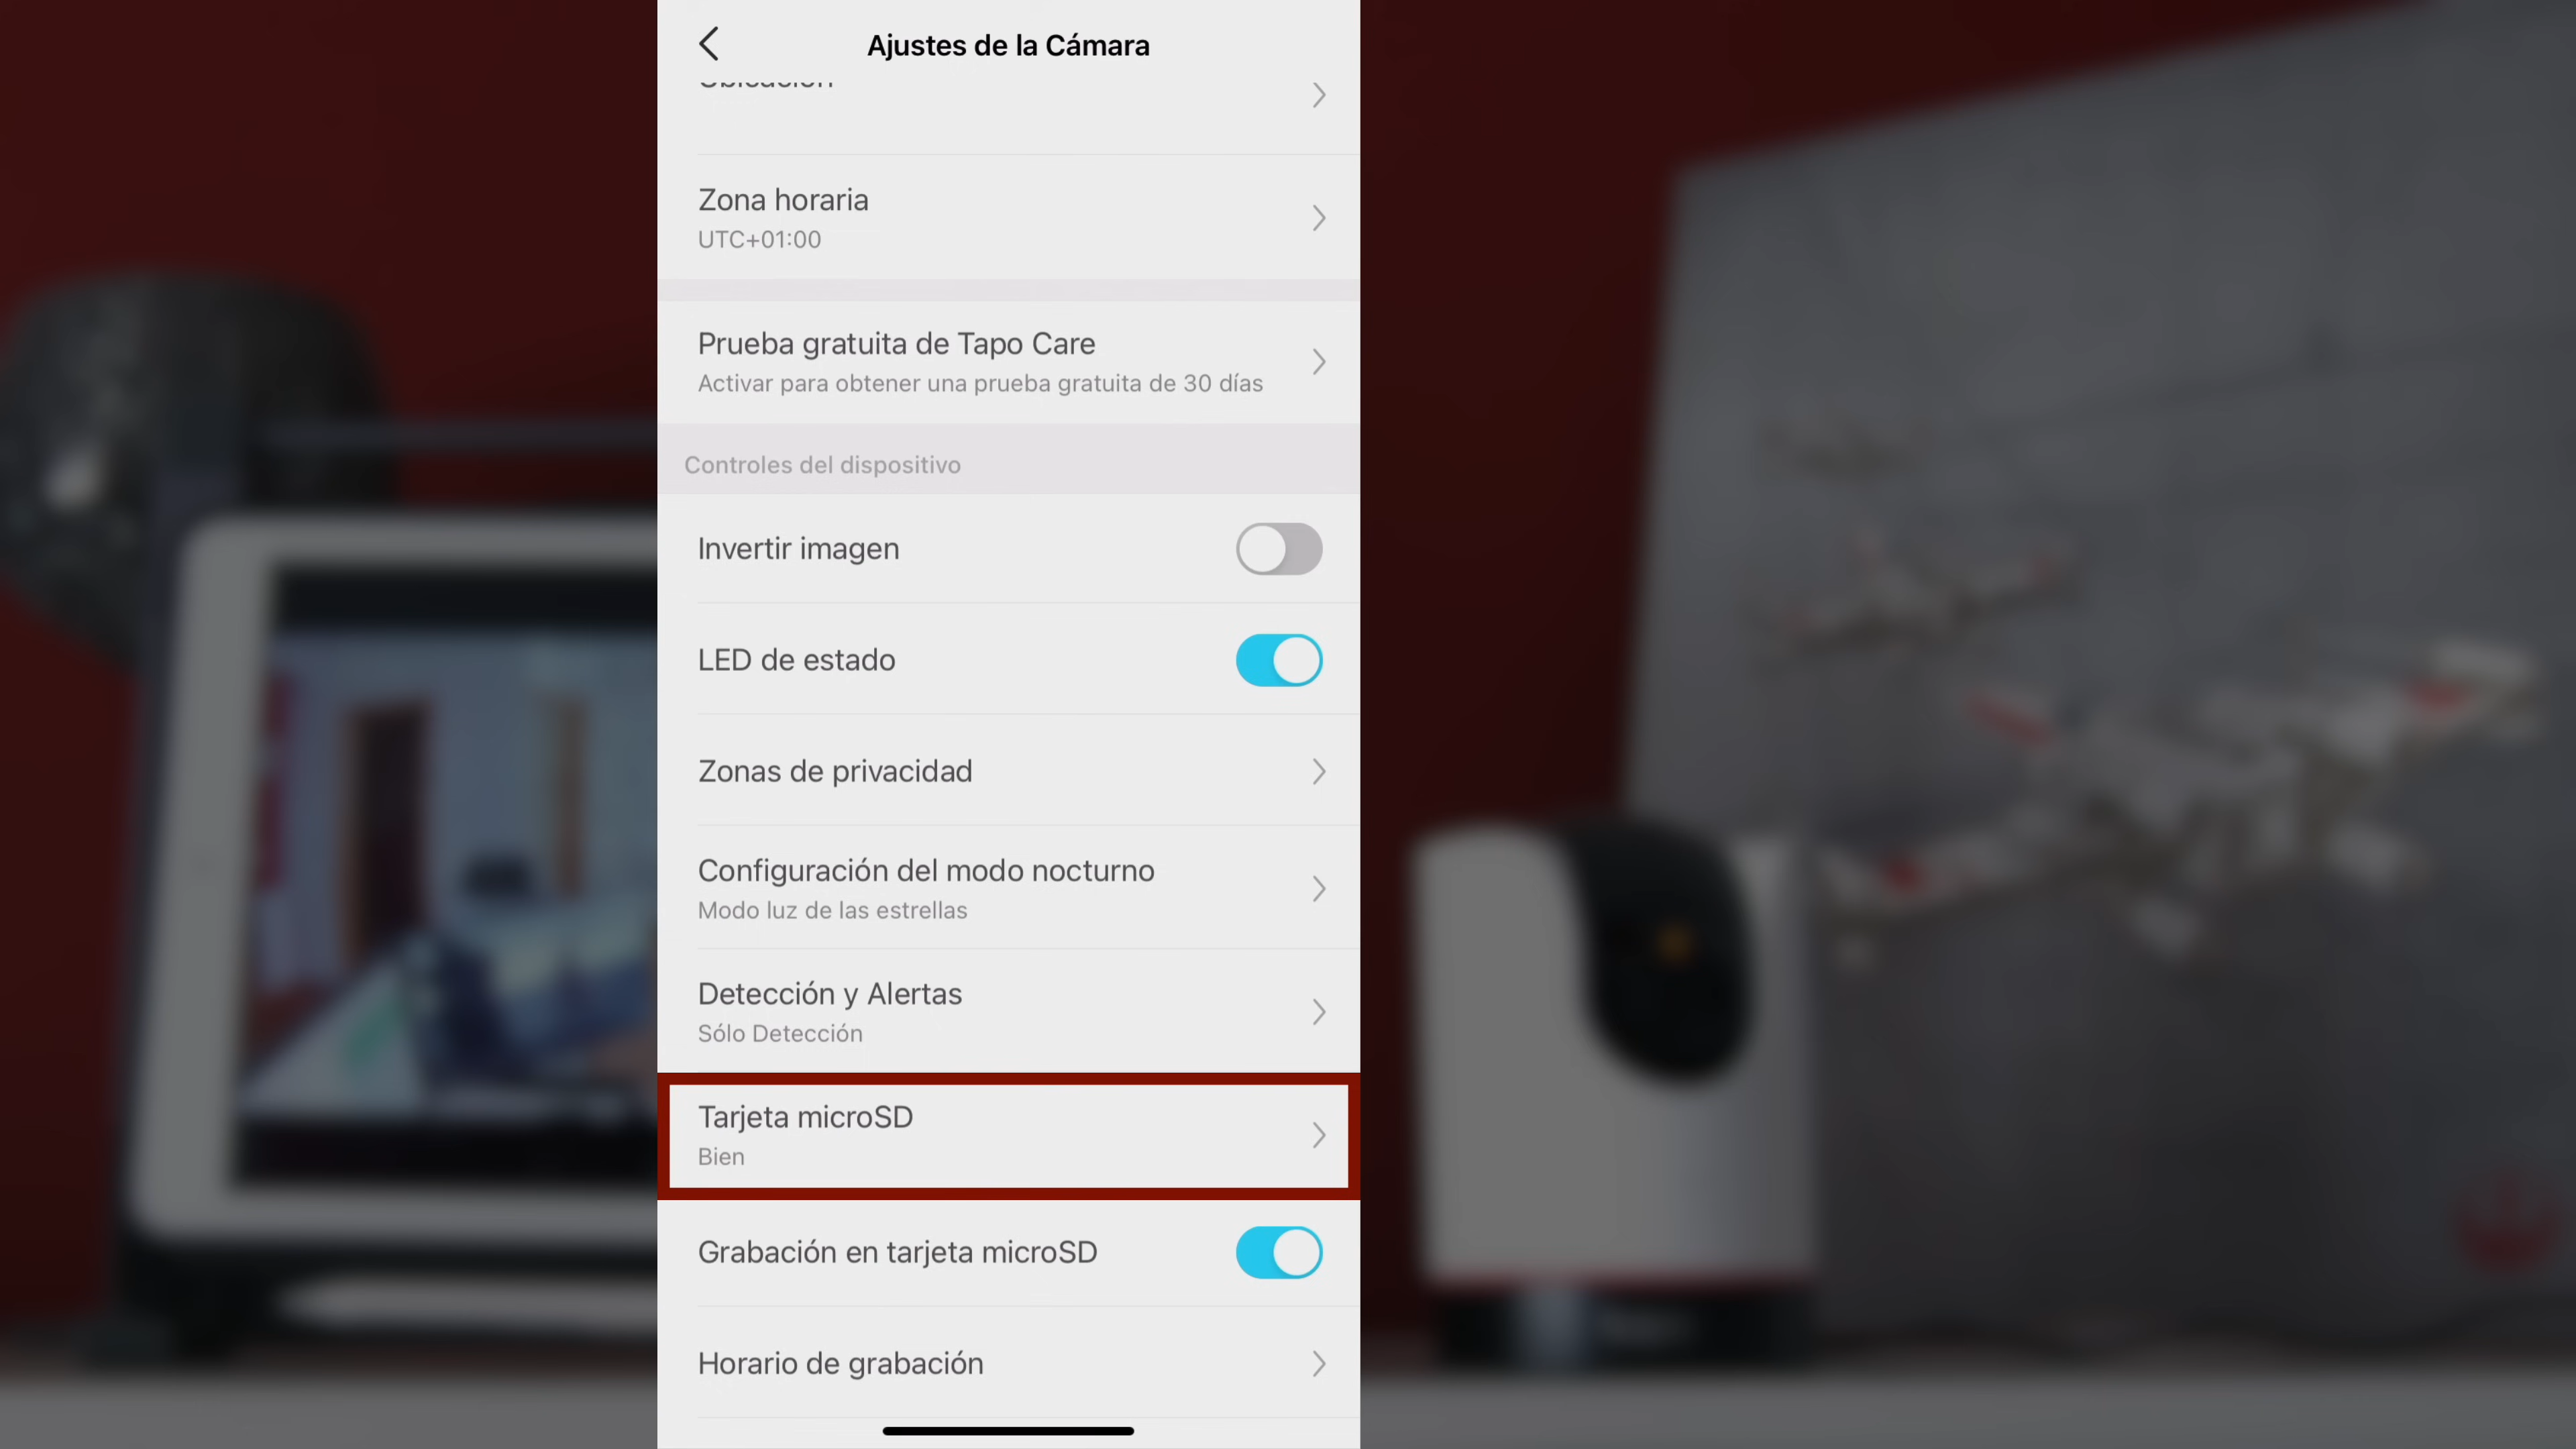 Ajustes de la Cámara
Ubicación
Zona horaria
UTC+01:00
Prueba gratuita de Tapo Care
Activar para obtener una prueba gratuita de 30 días
Controles del dispositivo
Invertir imagen
LED de estado
Zonas de privacidad
Configuración del modo nocturno
Modo luz de las estrellas
Detección y Alertas
Sólo Detección
Tarjeta microSD
Bien
Grabación en tarjeta microSD
Horario de grabación